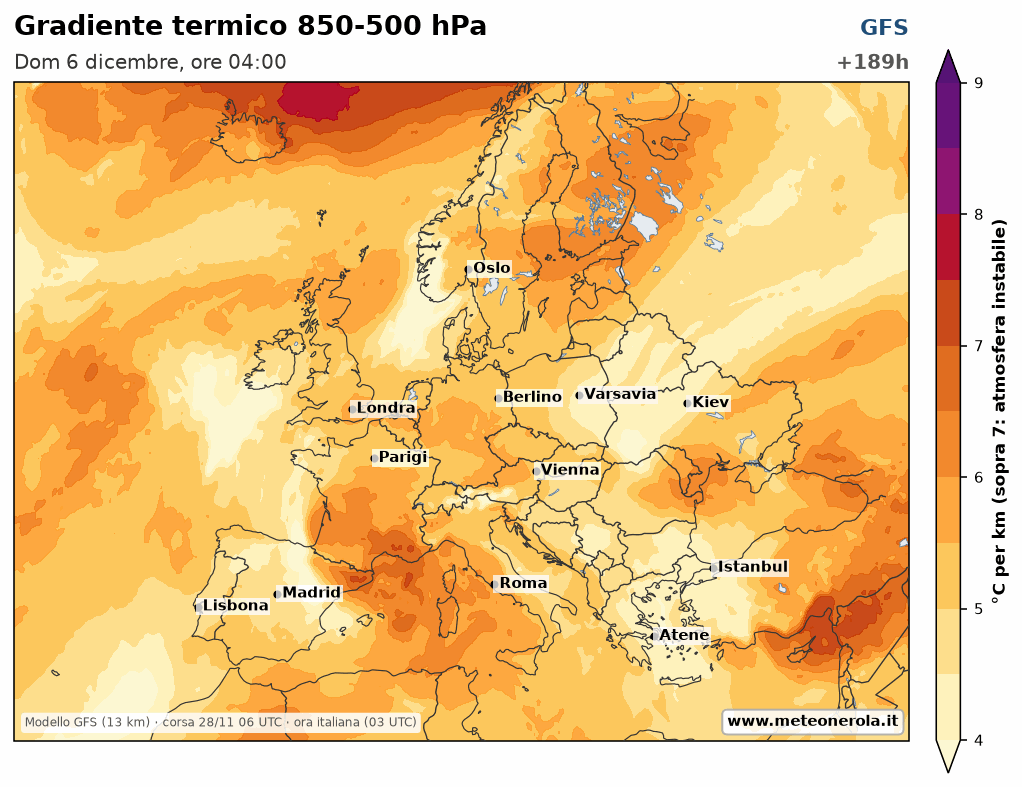 Gradiente termico 850-500 hPa
GFS
Dom 6 dicembre, ore 04:00
+189h
Oslo
Berlino
Varsavia
Kiev
Londra
Parigi
Vienna
Istanbul
Roma
Madrid
Lisbona
Atene
Modello GFS (13 km) · corsa 28/11 06 UTC · ora italiana (03 UTC)
www.meteonerola.it
9
8
7
6
5
4
°C per km (sopra 7: atmosfera instabile)